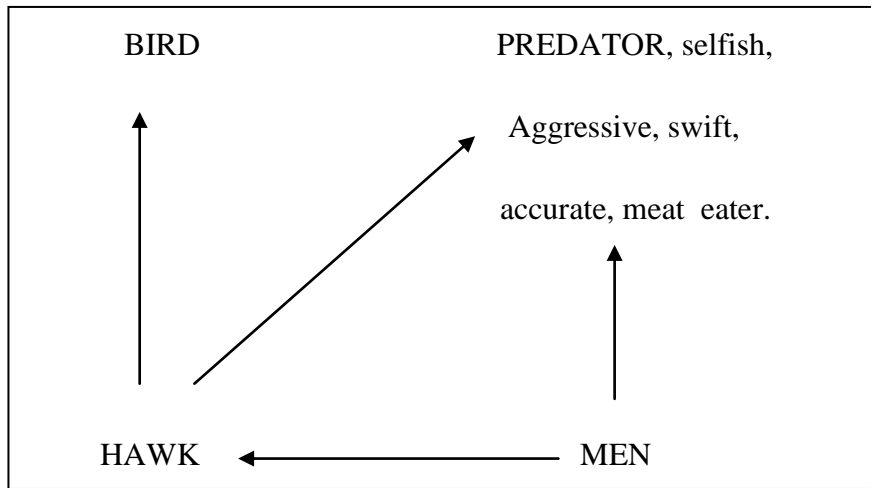 BIRD
PREDATOR, selfish,
Aggressive, swift,
accurate, meat eater.
HAWK
MEN